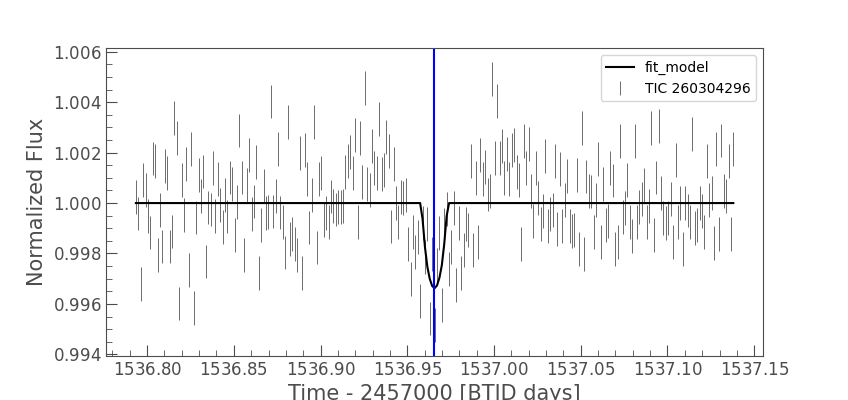 1.006
1.004
1.002
1.000
0.998
0.996
0.994
Normalized Flux
fit_model
TIC 260304296
1536.80 1536.85 1536.90 1536.95 1537.00 1537.05 1537.10 1537.15
Time - 2457000 [BTJD days]